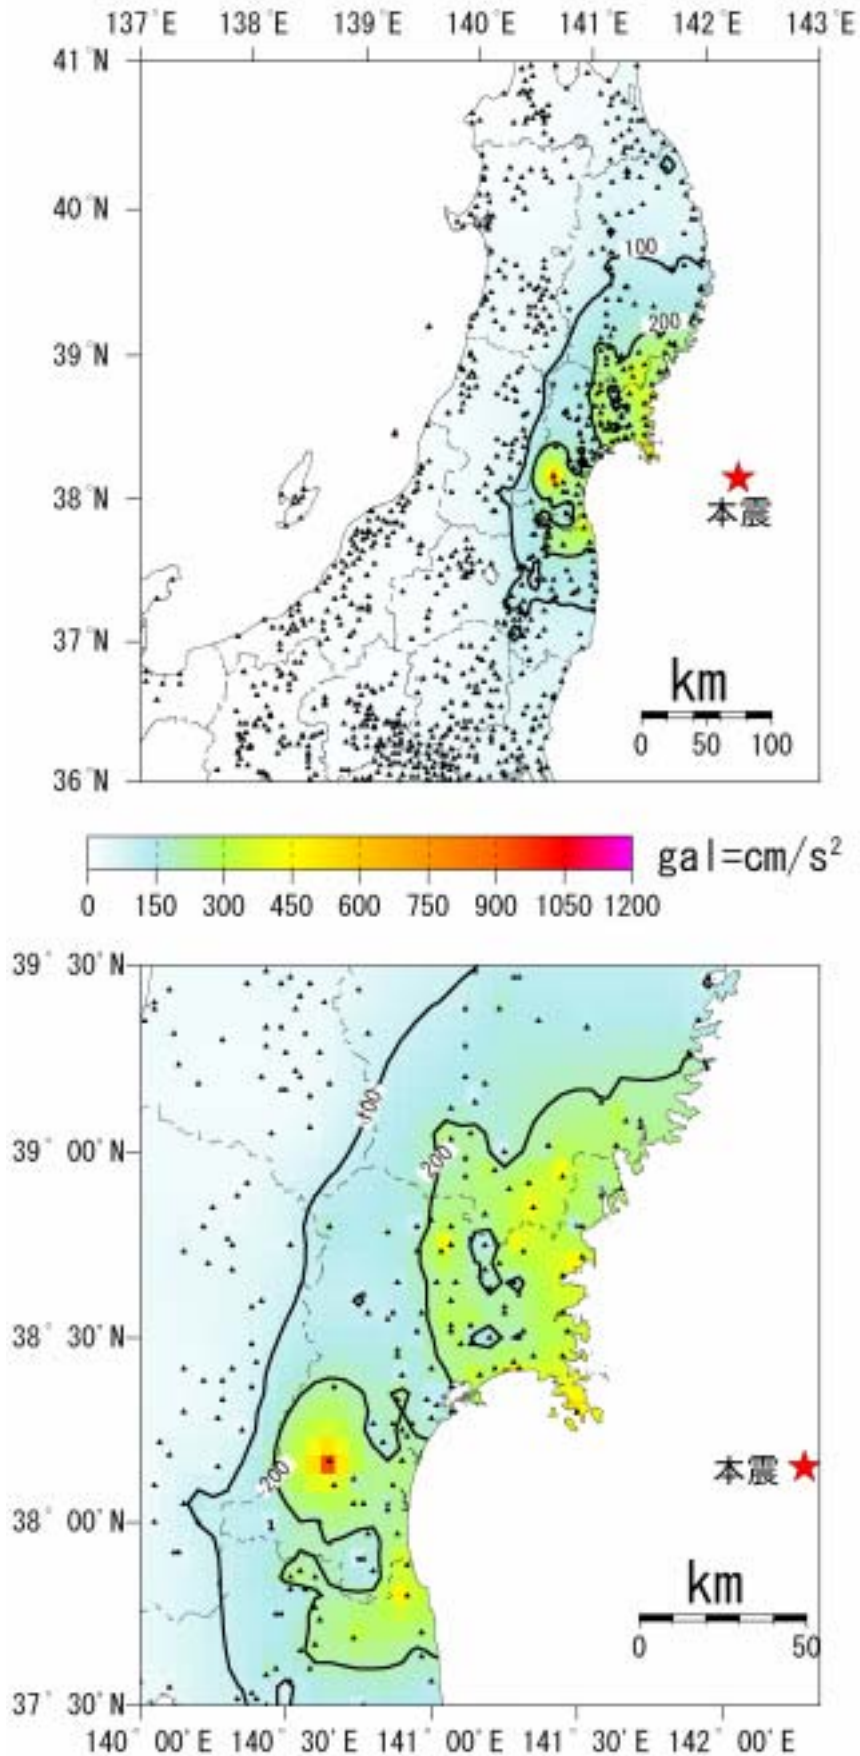 137°E 138°E 139°E 140°E 141°E 142°E 143°E
41°N
40°N
100
200
39°N
38°N
本震
37°N
km
0 50 100
36°N
gal=cm/s²
0 150 300 450 600 750 900 1050 1200
39° 30′N
100
39° 00′N
200
38° 30′N
200
本震
38° 00′N
km
0 50
37° 30′N
140° 00′E 140° 30′E 141° 00′E 141° 30′E 142° 00′E